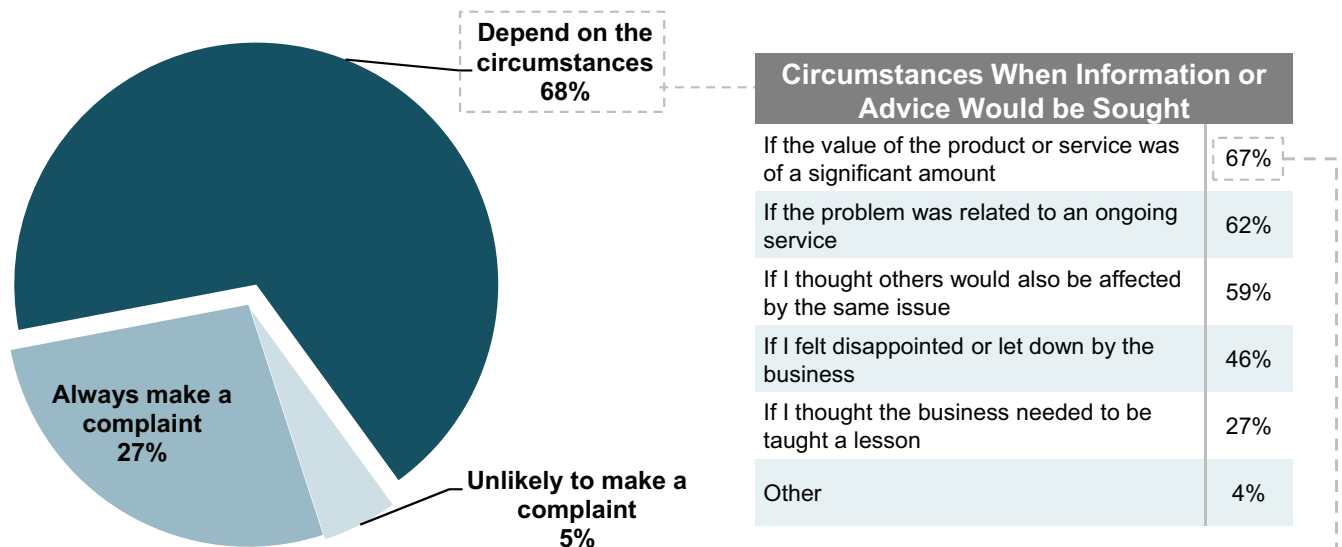 Depend on the
circumstances
68%
Always make a
complaint
27%
Unlikely to make a
complaint
5%
Circumstances When Information or
Advice Would be Sought
If the value of the product or service was
of a significant amount
67%
If the problem was related to an ongoing
service
62%
If I thought others would also be affected
by the same issue
59%
If I felt disappointed or let down by the
business
46%
If I thought the business needed to be
taught a lesson
27%
Other
4%